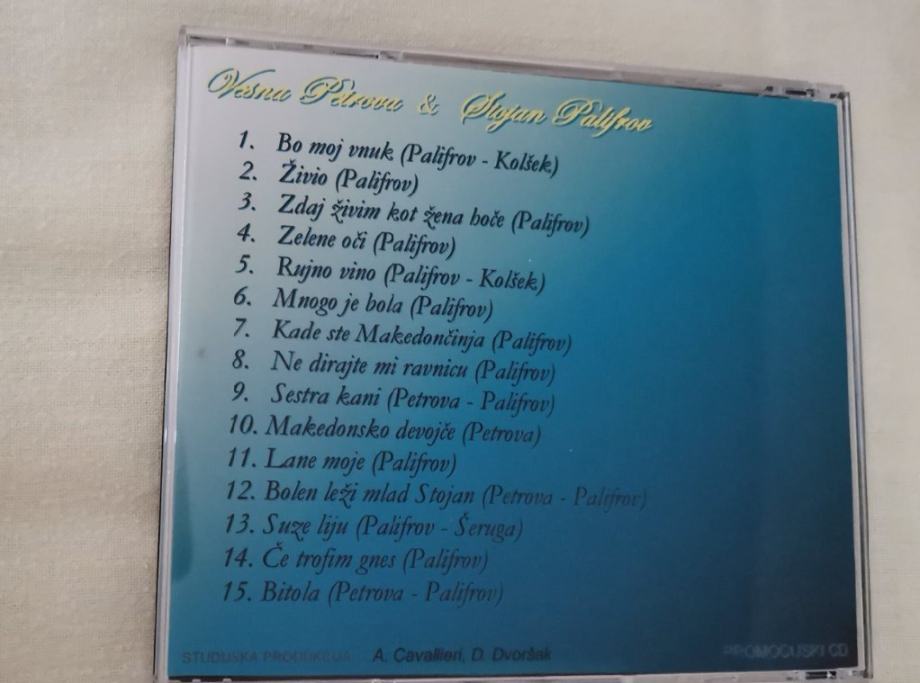 Vesna Petrova & Stojan Palifrov
1. Bo moj vnuk (Palifrov - Kolšek)
2. Živio (Palifrov)
3. Zdaj živim kot žena hoče (Palifrov)
4. Zelene oči (Palifrov)
5. Rujno vino (Palifrov - Kolšek)
6. Mnogo je bola (Palifrov)
7. Kade ste Makedončinja (Palifrov)
8. Ne dirajte mi ravnicu (Palifrov)
9. Sestra kani (Petrova - Palifrov)
10. Makedonsko devojče (Petrova)
11. Lane moje (Palifrov)
12. Bolen leži mlad Stojan (Petrova - Palifrov)
13. Suze liju (Palifrov - Šeruga)
14. Če trofim gnes (Palifrov)
15. Bitola (Petrova - Palifrov)
STUDIJSKA PRODUKCIJA: A. Cavallieri, D. Dvoršak
PROMOCIJSKI CD